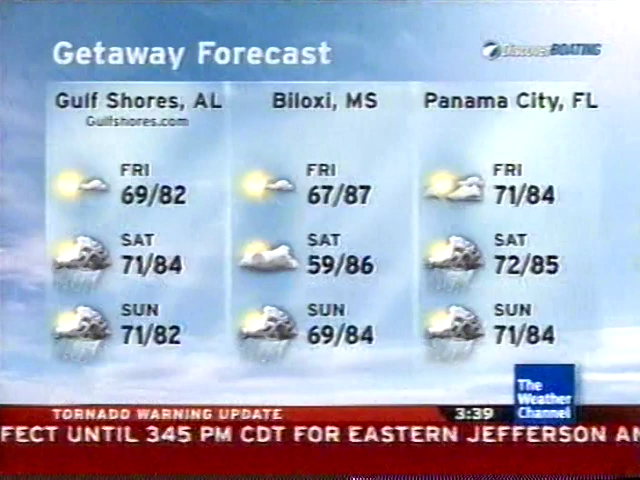 Getaway Forecast
DiscoverBOATING
Gulf Shores, AL
Gulfshores.com
FRI
69/82
SAT
71/84
SUN
71/82
Biloxi, MS
FRI
67/87
SAT
59/86
SUN
69/84
Panama City, FL
FRI
71/84
SAT
72/85
SUN
71/84
The
Weather
Channel
TORNADO WARNING UPDATE
3:39
FECT UNTIL 345 PM CDT FOR EASTERN JEFFERSON AN